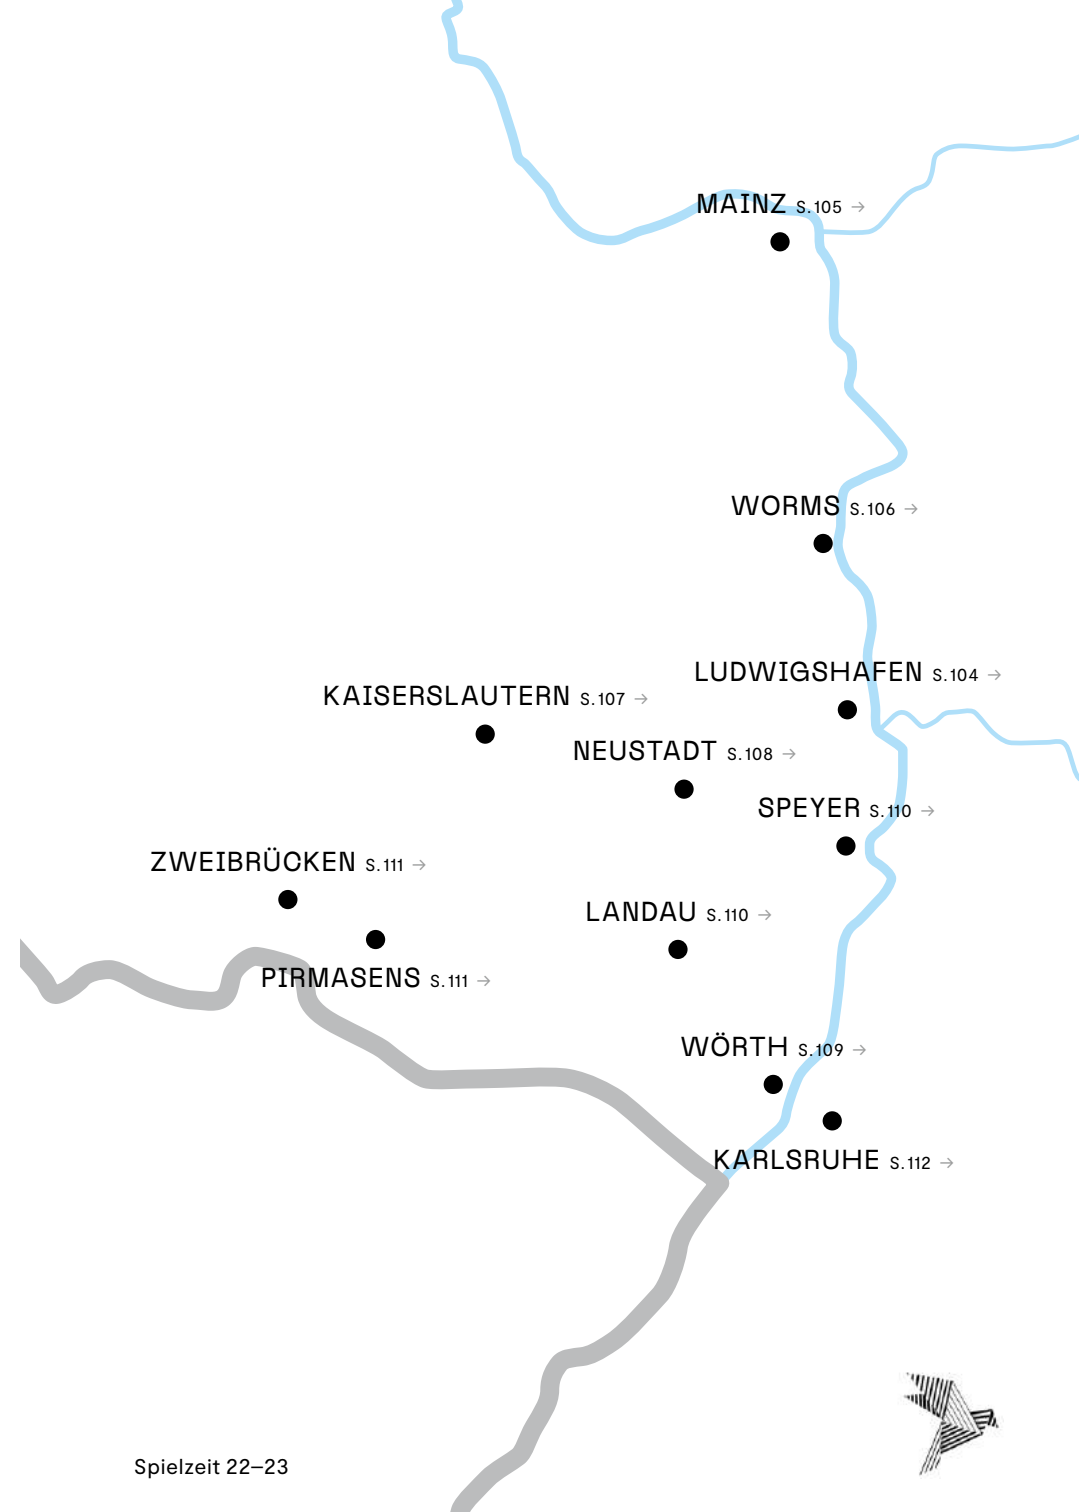 MAINZ S.105 →
WORMS S.106 →
LUDWIGSHAFEN S.104 →
KAISERSLAUTERN S.107 →
NEUSTADT S.108 →
SPEYER S.110 →
ZWEIBRÜCKEN S.111 →
LANDAU S.110 →
PIRMASENS S.111 →
WÖRTH S.109 →
KARLSRUHE S.112 →
Spielzeit 22–23